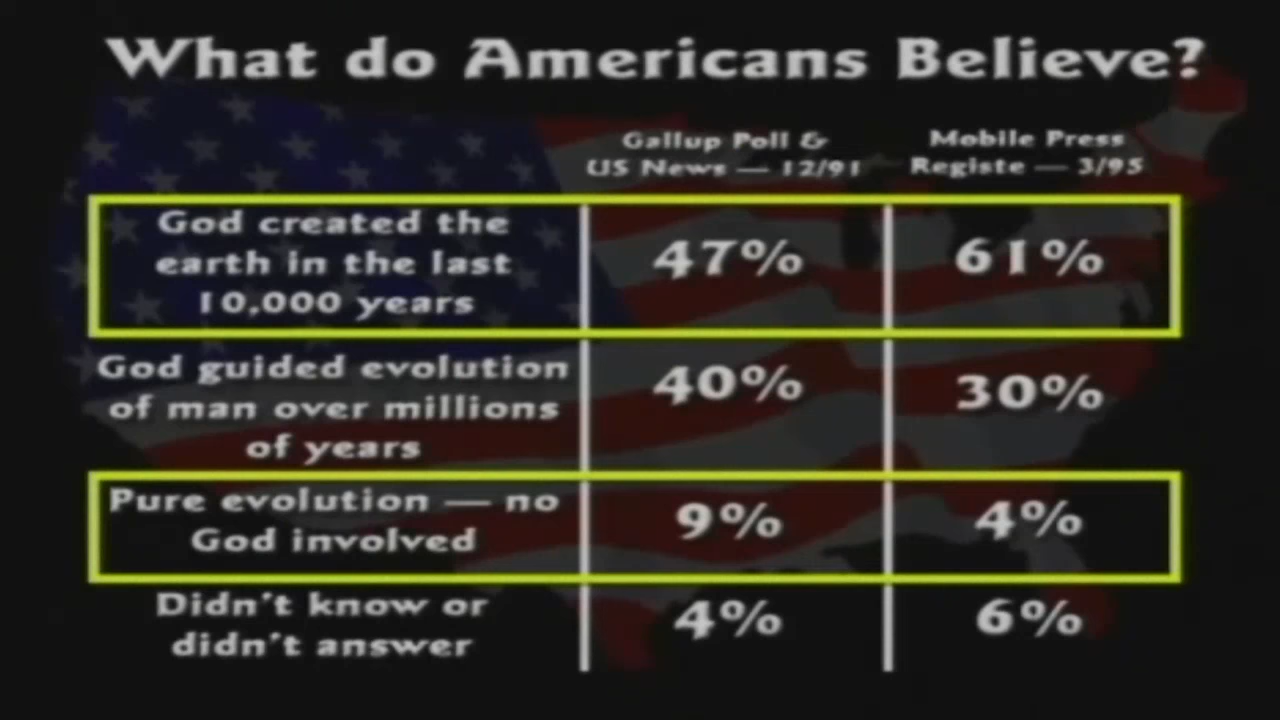 What do Americans Believe?
Gallup Poll &
US News — 12/91
Mobile Press
Registe — 3/95
God created the
earth in the last
10,000 years
47%
61%
God guided evolution
of man over millions
of years
40%
30%
Pure evolution — no
God involved
9%
4%
Didn't know or
didn't answer
4%
6%